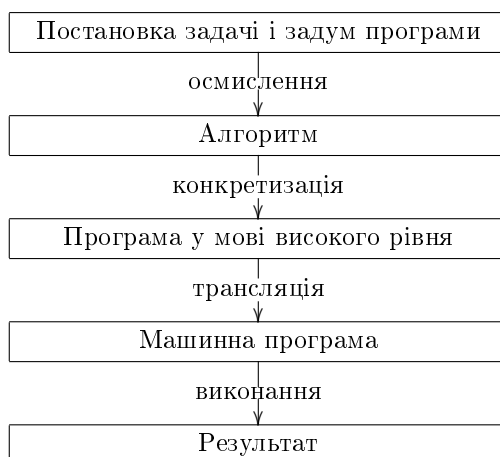 Постановка задачі і задум програми
осмислення
Алгоритм
конкретизація
Програма у мові високого рівня
трансляція
Машинна програма
виконання
Результат